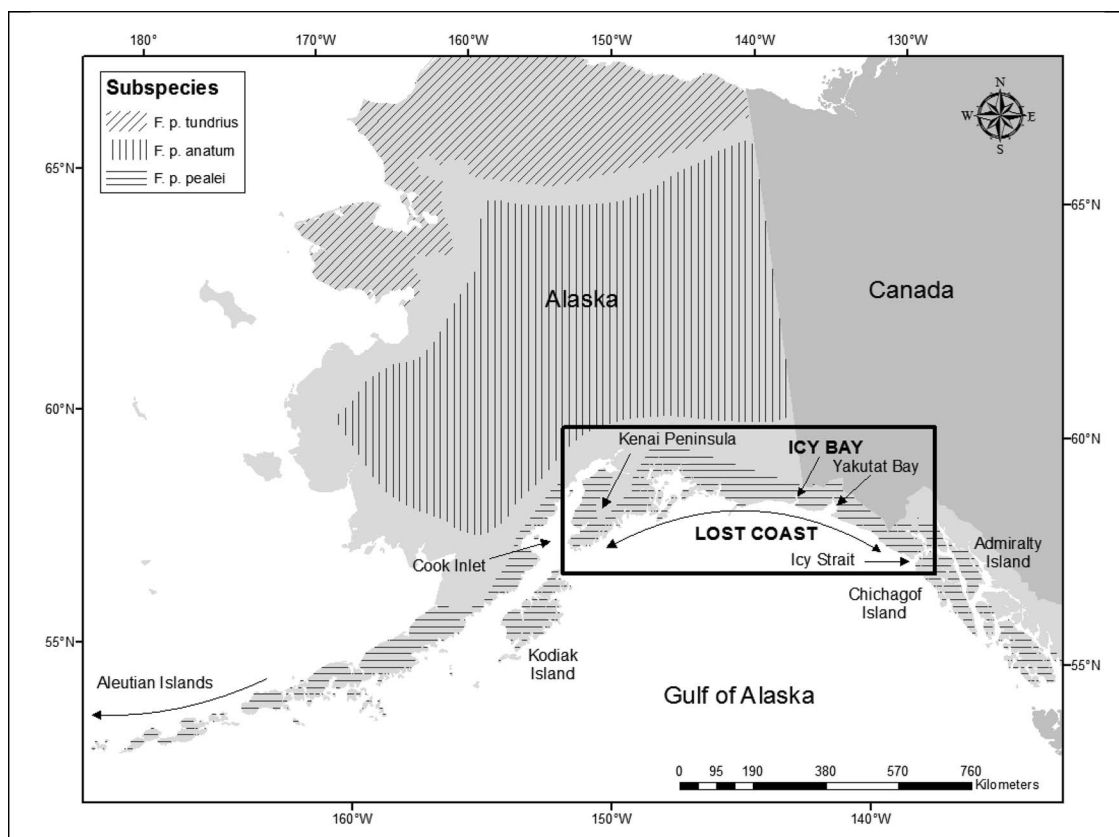 180° 170°W 160°W 150°W 140°W 130°W
Subspecies
F. p. tundrius
F. p. anatum
F. p. pealei
N
W E
S
65°N
65°N
Alaska
Canada
60°N
60°N
Kenai Peninsula
ICY BAY
Yakutat Bay
LOST COAST
Cook Inlet
Icy Strait
Admiralty
Island
Chichagof
Island
55°N
55°N
Kodiak
Island
Aleutian Islands
Gulf of Alaska
0 95 190 380 570 760
Kilometers
160°W 150°W 140°W